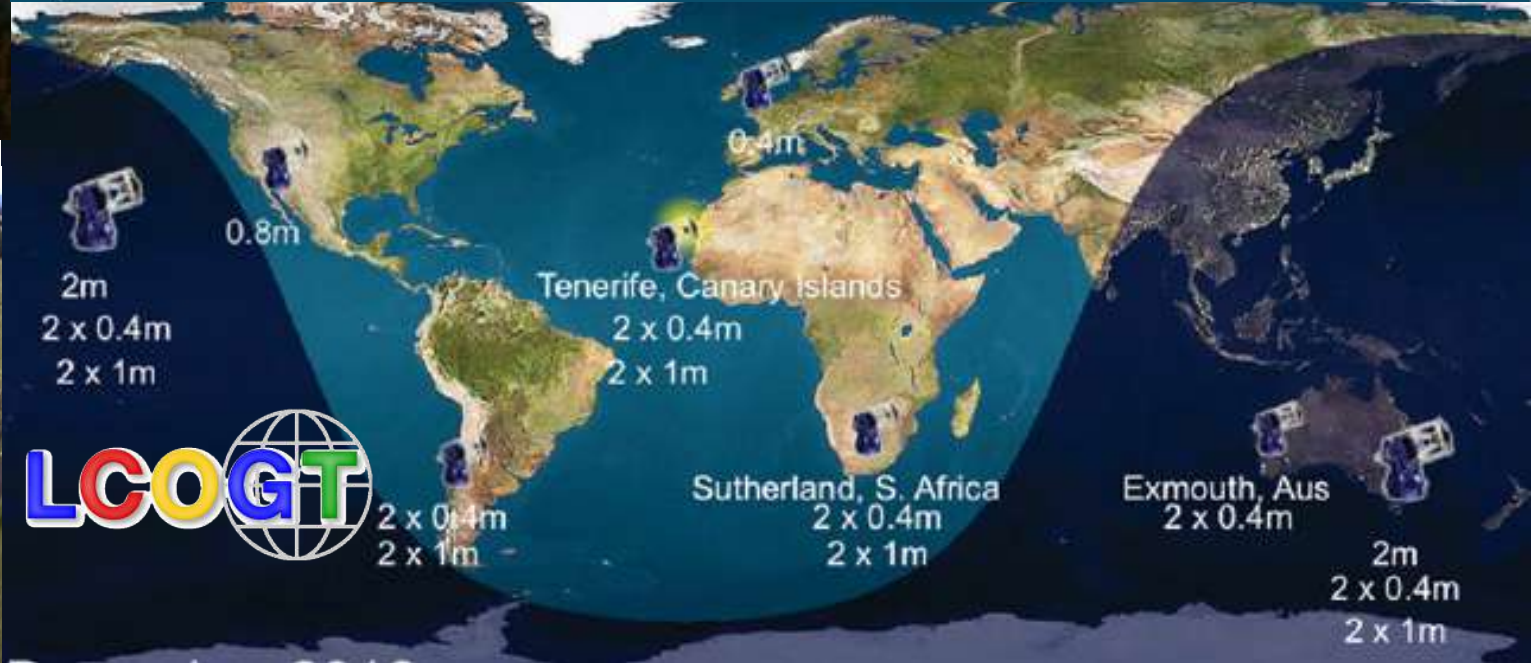 0.4m
0.8m
2m
2 x 0.4m
2 x 1m
Tenerife, Canary Islands
2 x 0.4m
2 x 1m
LCOGT
2 x 0.4m
2 x 1m
Sutherland, S. Africa
2 x 0.4m
2 x 1m
Exmouth, Aus
2 x 0.4m
2m
2 x 0.4m
2 x 1m